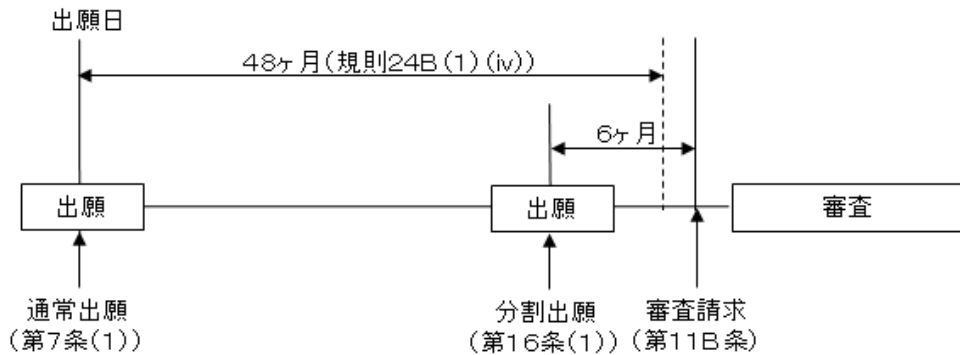 出願日
48ヶ月(規則24B(1)(iv))
6ヶ月
出願
出願
審査
通常出願
(第7条(1))
分割出願
(第16条(1))
審査請求
(第11B条)